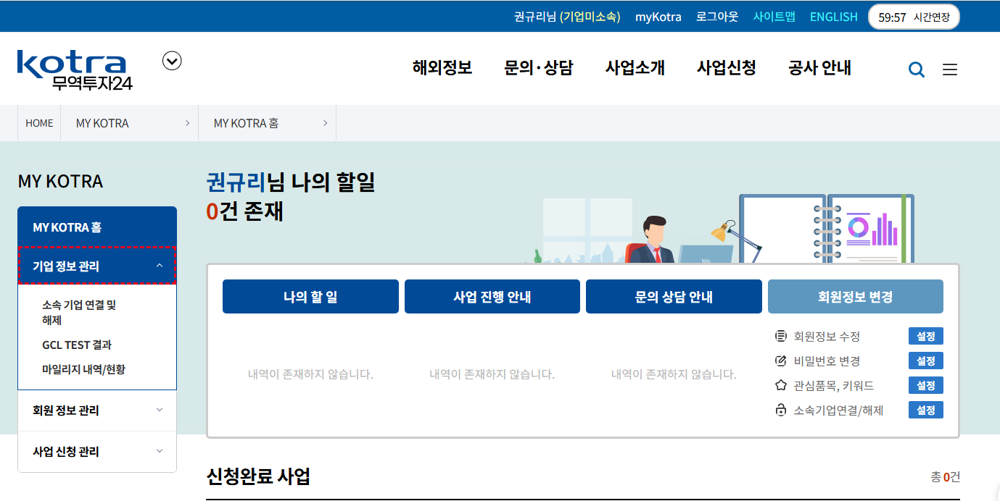 권규리님 (기업미소속) myKotra 로그아웃 사이트맵 ENGLISH 59:57 시간연장
kotra
무역투자24
해외정보 문의·상담 사업소개 사업신청 공사 안내
HOME MY KOTRA MY KOTRA 홈
MY KOTRA
MY KOTRA 홈
기업 정보 관리
소속 기업 연결 및
해제
GCL TEST 결과
마일리지 내역/현황
회원 정보 관리
사업 신청 관리
권규리님 나의 할일
0건 존재
나의 할 일 사업 진행 안내 문의 상담 안내 회원정보 변경
내역이 존재하지 않습니다. 내역이 존재하지 않습니다. 내역이 존재하지 않습니다.
회원정보 수정 설정
비밀번호 변경 설정
관심품목, 키워드 설정
소속기업연결/해제 설정
신청완료 사업 총 0건